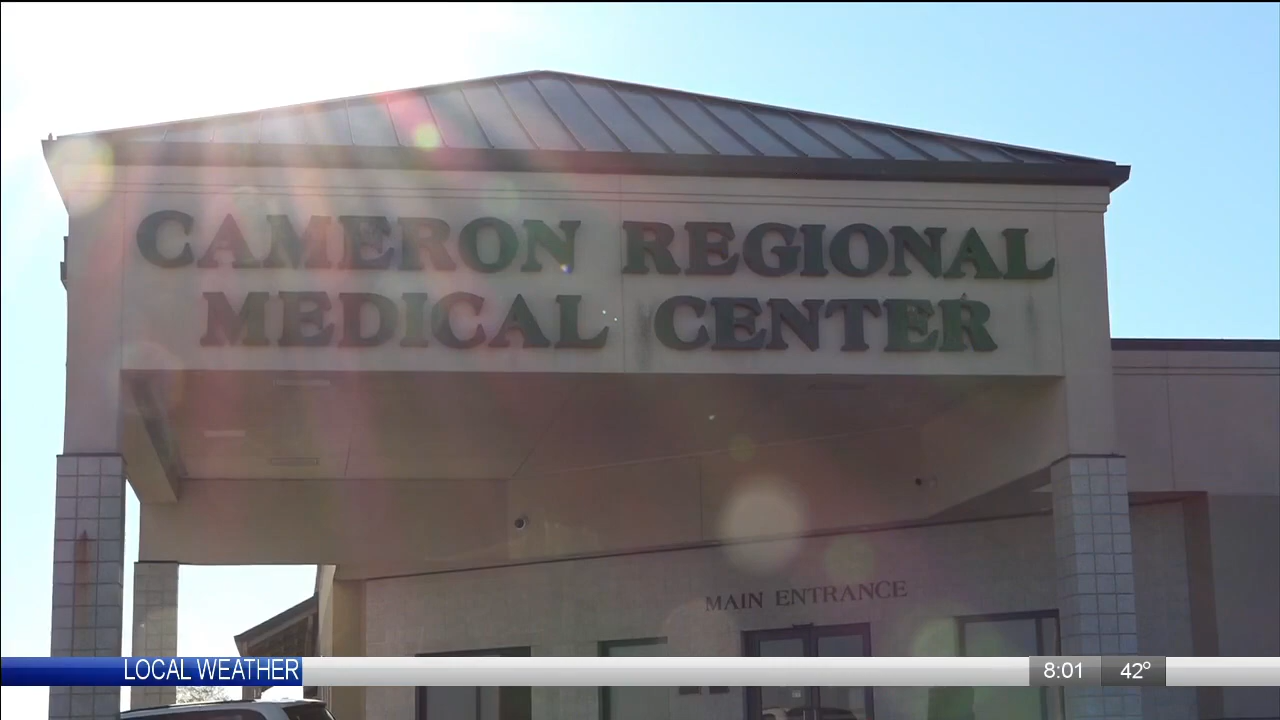 CAMERON REGIONAL
MEDICAL CENTER
MAIN ENTRANCE
LOCAL WEATHER
8:01 42°